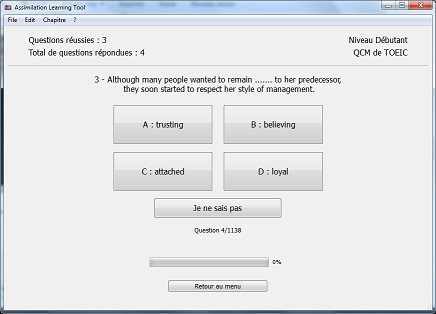 Assimilation Learning Tool
File Edit Chapitre ?
Questions réussies : 3
Niveau Débutant
Total de questions répondues : 4
QCM de TOEIC
3 - Although many people wanted to remain ....... to her predecessor,
they soon started to respect her style of management.
A : trusting
B : believing
C : attached
D : loyal
Je ne sais pas
Question 4/1138
0%
Retour au menu